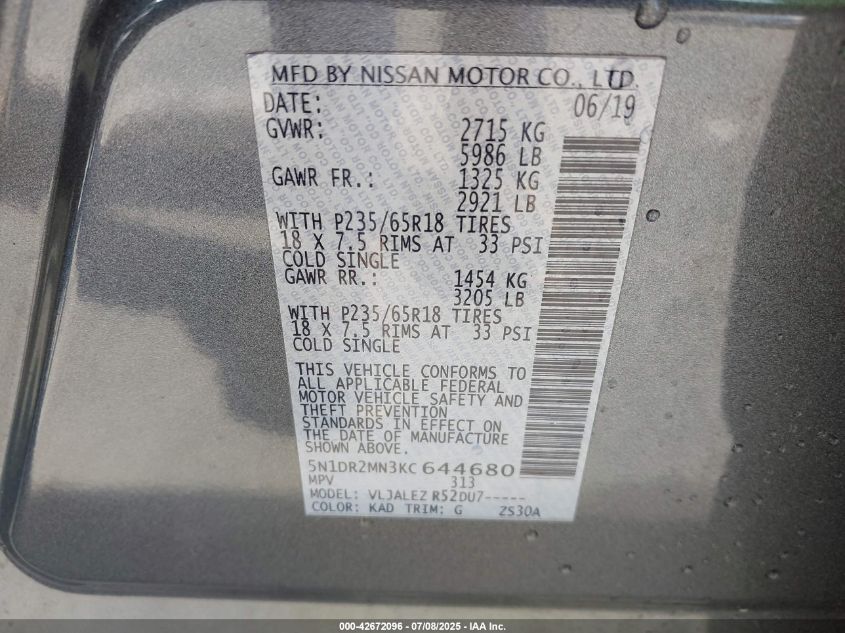 MFD BY NISSAN MOTOR CO., LTD.
DATE: 06/19
GVWR: 2715 KG
5986 LB
GAWR FR.: 1325 KG
2921 LB
WITH P235/65R18 TIRES
18 X 7.5 RIMS AT 33 PSI
COLD SINGLE
GAWR RR.: 1454 KG
3205 LB
WITH P235/65R18 TIRES
18 X 7.5 RIMS AT 33 PSI
COLD SINGLE
THIS VEHICLE CONFORMS TO
ALL APPLICABLE FEDERAL
MOTOR VEHICLE SAFETY AND
THEFT PREVENTION
STANDARDS IN EFFECT ON
THE DATE OF MANUFACTURE
SHOWN ABOVE.
5N1DR2MN3KC644680
MPV 313
MODEL: VLJALEZ R52DU7-----
COLOR: KAD TRIM: G ZS30A
000-42672096 - 07/08/2025 - IAA Inc.